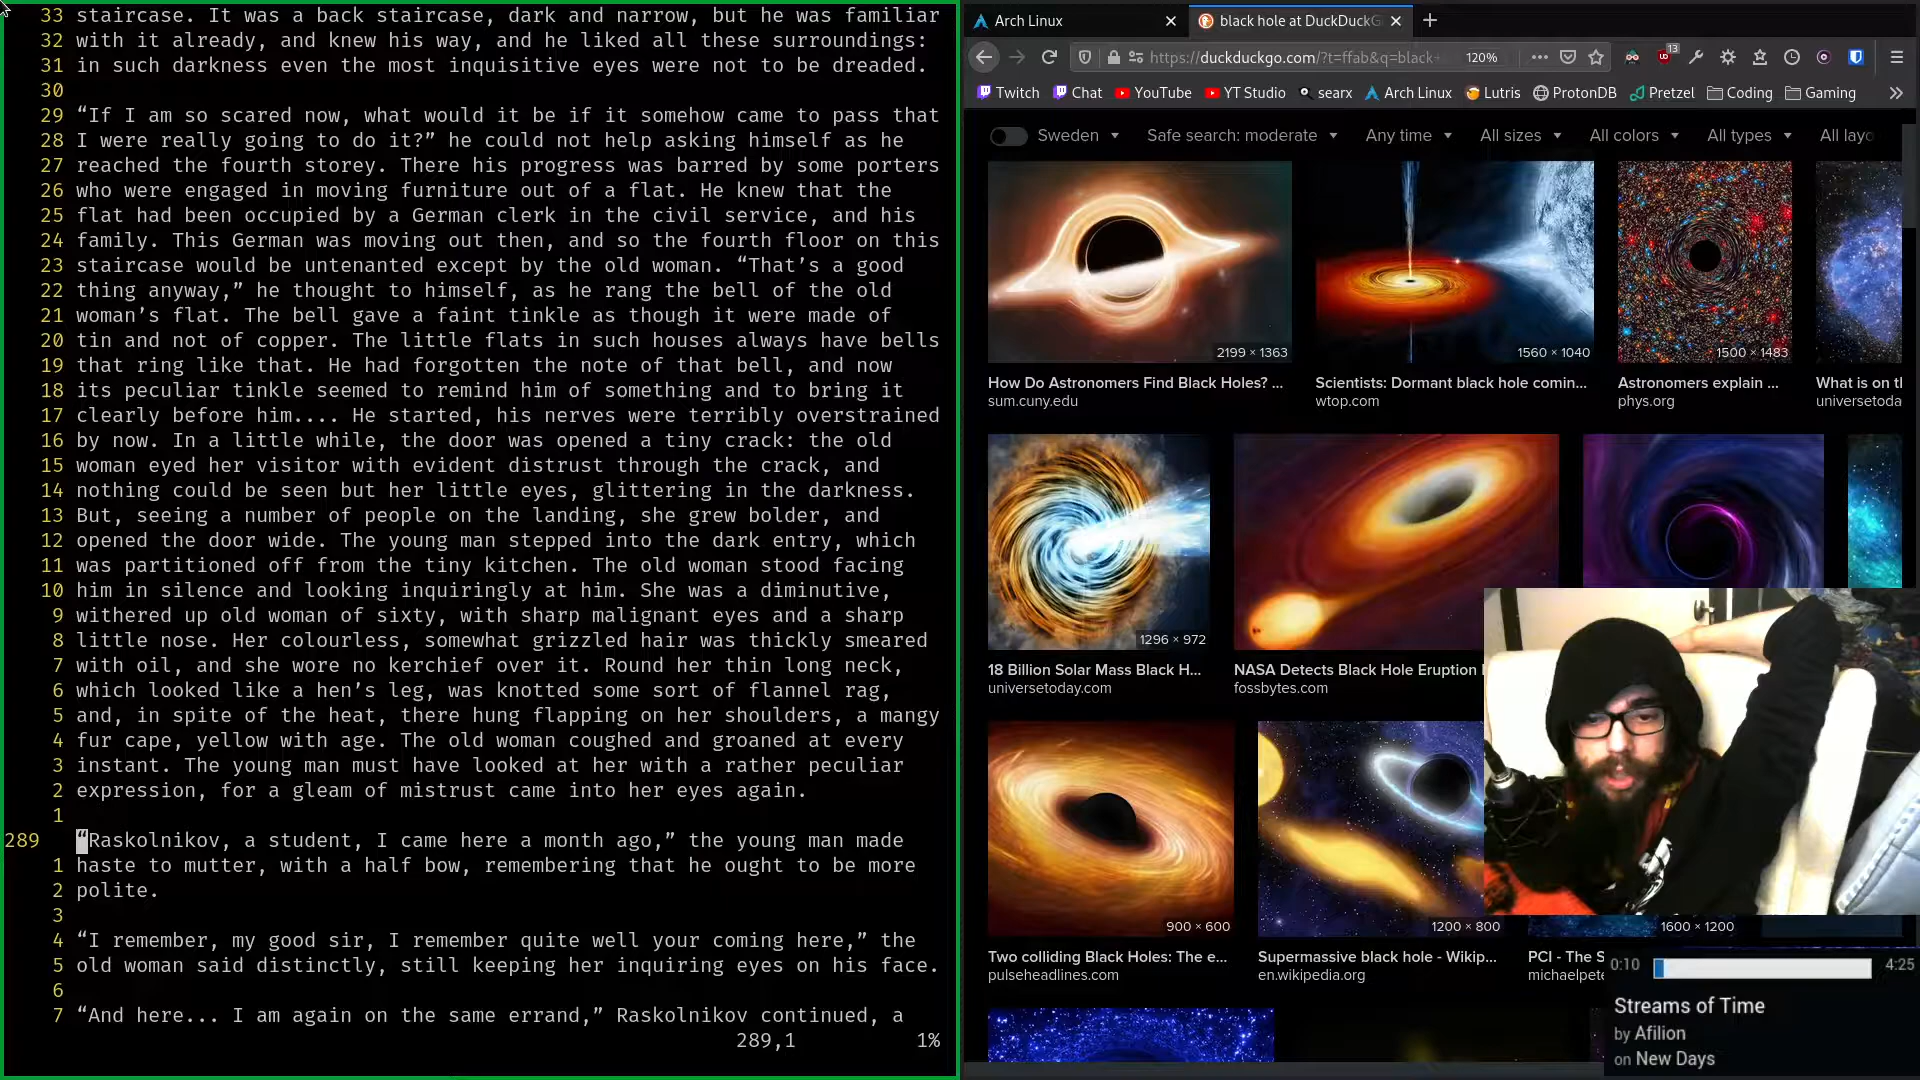 33 staircase. It was a back staircase, dark and narrow, but he was familiar
32 with it already, and knew his way, and he liked all these surroundings:
31 in such darkness even the most inquisitive eyes were not to be dreaded.
30
29 “If I am so scared now, what would it be if it somehow came to pass that
28 I were really going to do it?” he could not help asking himself as he
27 reached the fourth storey. There his progress was barred by some porters
26 who were engaged in moving furniture out of a flat. He knew that the
25 flat had been occupied by a German clerk in the civil service, and his
24 family. This German was moving out then, and so the fourth floor on this
23 staircase would be untenanted except by the old woman. “That’s a good
22 thing anyway,” he thought to himself, as he rang the bell of the old
21 woman’s flat. The bell gave a faint tinkle as though it were made of
20 tin and not of copper. The little flats in such houses always have bells
19 that ring like that. He had forgotten the note of that bell, and now
18 its peculiar tinkle seemed to remind him of something and to bring it
17 clearly before him.... He started, his nerves were terribly overstrained
16 by now. In a little while, the door was opened a tiny crack: the old
15 woman eyed her visitor with evident distrust through the crack, and
14 nothing could be seen but her little eyes, glittering in the darkness.
13 But, seeing a number of people on the landing, she grew bolder, and
12 opened the door wide. The young man stepped into the dark entry, which
11 was partitioned off from the tiny kitchen. The old woman stood facing
10 him in silence and looking inquiringly at him. She was a diminutive,
9 withered up old woman of sixty, with sharp malignant eyes and a sharp
8 little nose. Her colourless, somewhat grizzled hair was thickly smeared
7 with oil, and she wore no kerchief over it. Round her thin long neck,
6 which looked like a hen’s leg, was knotted some sort of flannel rag,
5 and, in spite of the heat, there hung flapping on her shoulders, a mangy
4 fur cape, yellow with age. The old woman coughed and groaned at every
3 instant. The young man must have looked at her with a rather peculiar
2 expression, for a gleam of mistrust came into her eyes again.
1
289 “Raskolnikov, a student, I came here a month ago,” the young man made
1 haste to mutter, with a half bow, remembering that he ought to be more
2 polite.
3
4 “I remember, my good sir, I remember quite well your coming here,” the
5 old woman said distinctly, still keeping her inquiring eyes on his face.
6
7 “And here... I am again on the same errand,” Raskolnikov continued, a
289,1 1%
Arch Linux
black hole at DuckDuckG
https://duckduckgo.com/?t=ffab&q=black
120%
13
Twitch Chat YouTube YT Studio searx Arch Linux Lutris ProtonDB Pretzel Coding Gaming
Sweden Safe search: moderate Any time All sizes All colors All types All layo
2199 × 1363
1560 × 1040
1500 × 1483
How Do Astronomers Find Black Holes? ...
sum.cuny.edu
Scientists: Dormant black hole comin...
wtop.com
Astronomers explain ...
phys.org
What is on t
universetoda
1296 × 972
18 Billion Solar Mass Black H...
universetoday.com
NASA Detects Black Hole Eruption
fossbytes.com
900 × 600
1200 × 800
1600 × 1200
Two colliding Black Holes: The e...
pulseheadlines.com
Supermassive black hole - Wikip...
en.wikipedia.org
PCI - The S
michaelpete
0:10 4:25
Streams of Time
by Afilion
on New Days